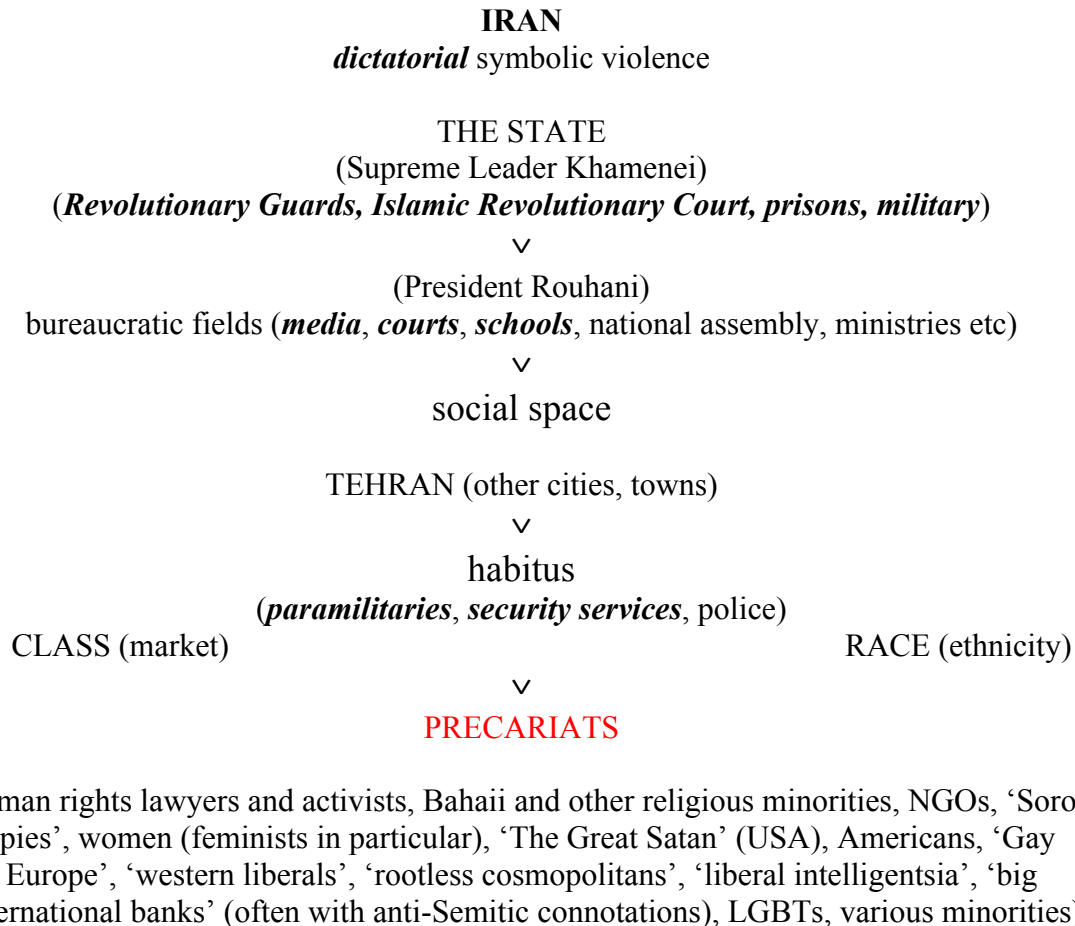 IRAN
dictatorial symbolic violence
THE STATE
(Supreme Leader Khamenei)
(Revolutionary Guards, Islamic Revolutionary Court, prisons, military)
˅
(President Rouhani)
bureaucratic fields (media, courts, schools, national assembly, ministries etc)
˅
social space
TEHRAN (other cities, towns)
˅
habitus
(paramilitaries, security services, police)
CLASS (market) RACE (ethnicity)
˅
PRECARIATS
man rights lawyers and activists, Bahaii and other religious minorities, NGOs, ‘Soro
pies’, women (feminists in particular), ‘The Great Satan’ (USA), Americans, ‘Gay
Europe’, ‘western liberals’, ‘rootless cosmopolitans’, ‘liberal intelligentsia’, ‘big
ernational banks’ (often with anti-Semitic connotations), LGBTs, various minorities